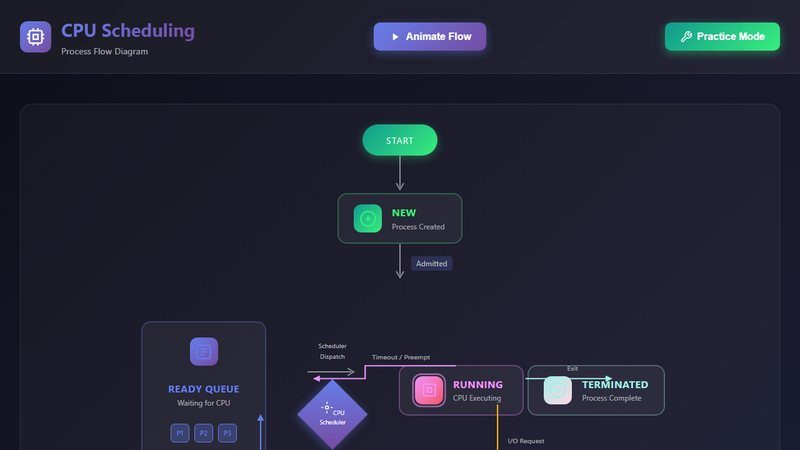 CPU Scheduling
Process Flow Diagram
Animate Flow
Practice Mode
START
NEW
Process Created
Admitted
READY QUEUE
Waiting for CPU
P1 P2 P3
Scheduler
Dispatch
CPU
Scheduler
Timeout / Preempt
RUNNING
CPU Executing
Exit
TERMINATED
Process Complete
I/O Request